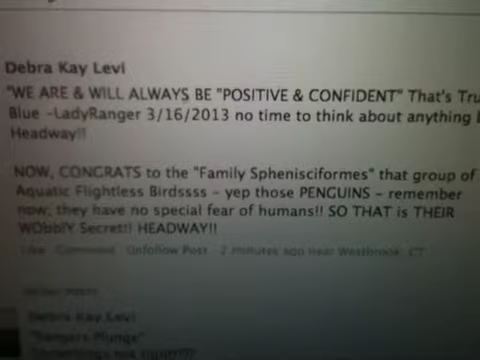 Debra Kay Levi
"WE ARE & WILL ALWAYS BE "POSITIVE & CONFIDENT" That's Tru
Blue -LadyRanger 3/16/2013 no time to think about anything
Headway!!
NOW, CONGRATS to the "Family Sphenisciformes" that group of
Aquatic Flightless Birdssss - yep those PENGUINS - remember
now; they have no special fear of humans!! SO THAT is THEIR
WObblY Secret!! HEADWAY!!
Like · Comment · Unfollow Post · 2 minutes ago near Westbrook, CT
Debra Kay Levi